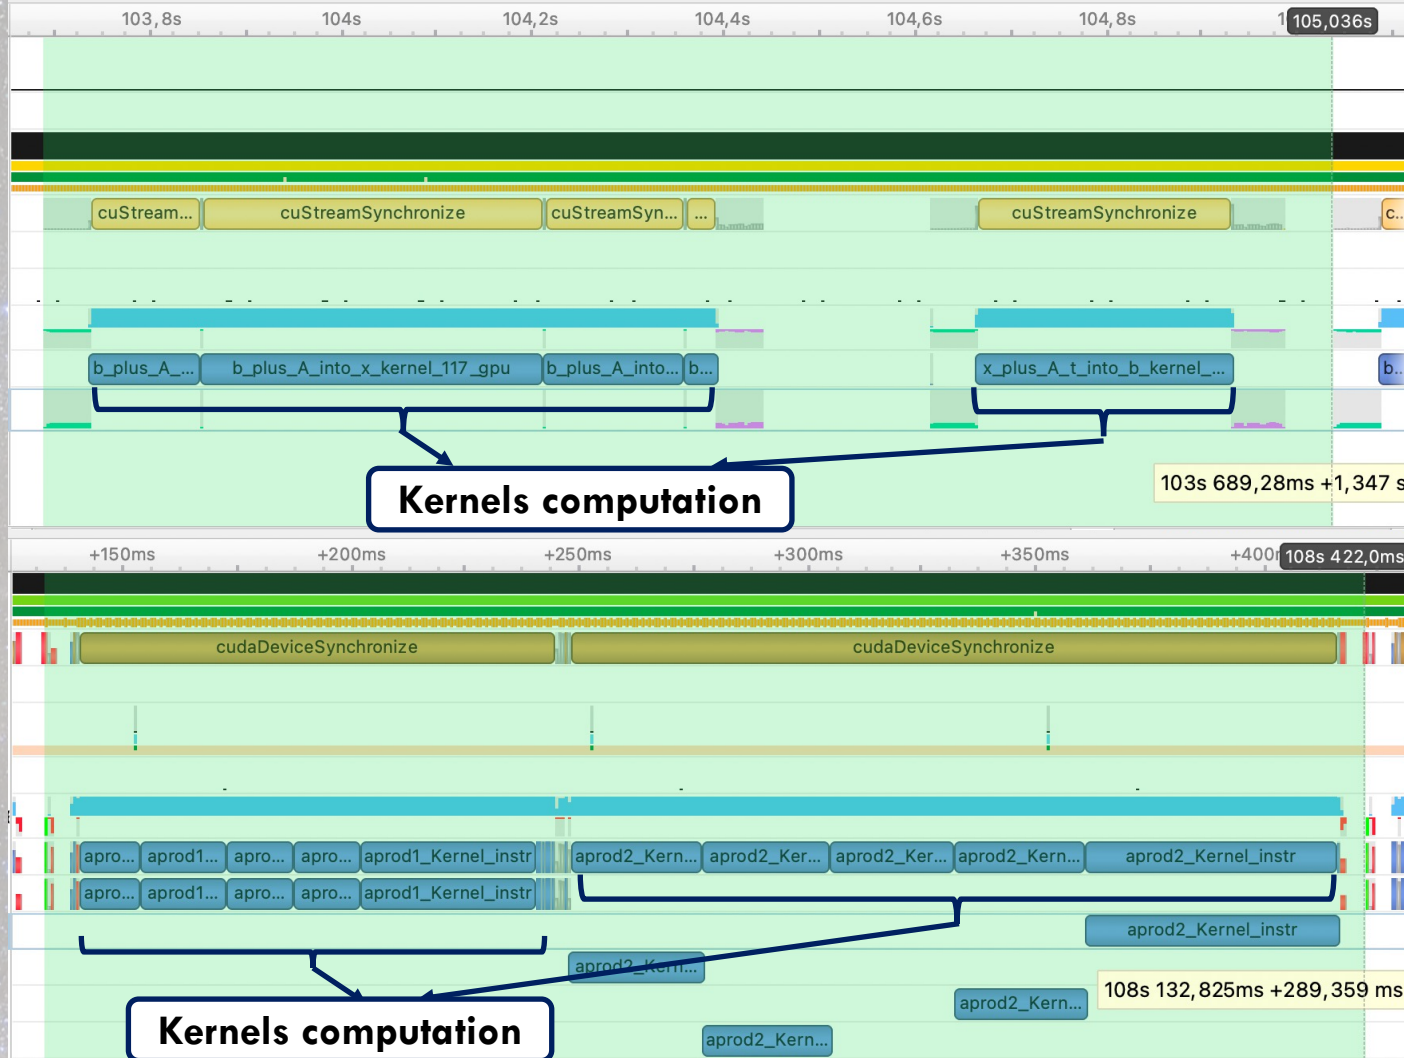 103,8s 104s 104,2s 104,4s 104,6s 104,8s 1 105,036s
cuStream... cuStreamSynchronize cuStreamSyn... ... cuStreamSynchronize c...
b_plus_A_... b_plus_A_into_x_kernel_117_gpu b_plus_A_into... b... x_plus_A_t_into_b_kernel_... b...
Kernels computation
103s 689,28ms +1,347 s
+150ms +200ms +250ms +300ms +350ms +400m 108s 422,0ms
cudaDeviceSynchronize cudaDeviceSynchronize
apro... aprod1... apro... apro... aprod1_Kernel_instr aprod2_Kern... aprod2_Ker... aprod2_Ker... aprod2_Kern... aprod2_Kernel_instr
apro... aprod1... apro... apro... aprod1_Kernel_instr
aprod2_Kernel_instr
aprod2_Kern...
108s 132,825ms +289,359 ms
aprod2_Kern...
Kernels computation
aprod2_Kern...